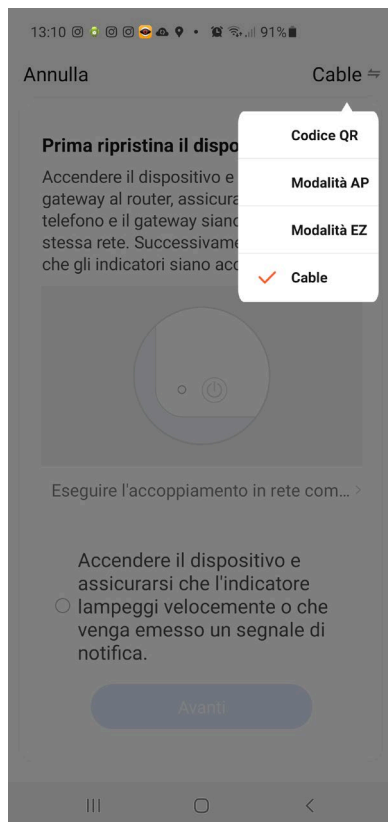 13:10 91%
Annulla Cable
Codice QR
Modalità AP
Modalità EZ
Cable
Prima ripristina il dispo
Accendere il dispositivo e
gateway al router, assicura
telefono e il gateway siano
stessa rete. Successivame
che gli indicatori siano acc
Eseguire l'accoppiamento in rete com...
Accendere il dispositivo e
assicurarsi che l'indicatore
lampeggi velocemente o che
venga emesso un segnale di
notifica.
Avanti